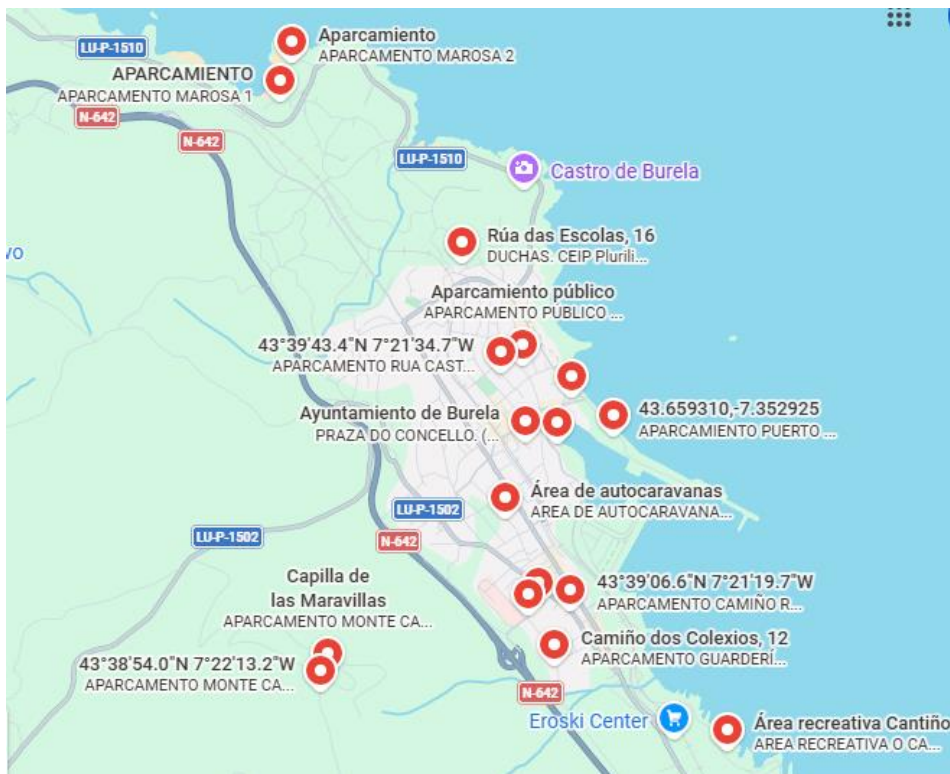 LU-P-1510
Aparcamiento
APARCAMENTO MAROSA 2
APARCAMIENTO
APARCAMENTO MAROSA 1
N-642
N-642
LU-P-1510
Castro de Burela
Rúa das Escolas, 16
DUCHAS. CEIP Plurili...
vo
Aparcamiento público
APARCAMENTO PÚBLICO ...
43°39'43.4"N 7°21'34.7"W
APARCAMENTO RUA CAST...
Ayuntamiento de Burela
PRAZA DO CONCELLO. (...
43.659310,-7.352925
APARCAMIENTO PUERTO ...
Área de autocaravanas
AREA DE AUTOCARAVANA...
LU-P-1502
LU-P-1502
N-642
Capilla de
las Maravillas
APARCAMENTO MONTE CA...
43°39'06.6"N 7°21'19.7"W
APARCAMENTO CAMIÑO R...
Camiño dos Colexios, 12
APARCAMENTO GUARDERÍ...
43°38'54.0"N 7°22'13.2"W
APARCAMENTO MONTE CA...
N-642
Eroski Center
Área recreativa Cantiño
AREA RECREATIVA O CA...